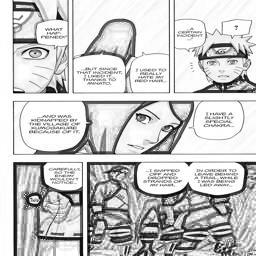 ?
...A
CERTAIN
INCIDENT
I USED TO
REALLY
HATE MY
RED HAIR...
...BUT SINCE
THAT INCIDENT,
I LIKED IT,
THANKS TO
MINATO.
WHAT
HAP-
PENED?
I HAVE A
SLIGHTLY
SPECIAL
CHAKRA...
...AND WAS
KIDNAPPED BY
THE VILLAGE OF
KUMOGAKURE
BECAUSE OF IT.
IN ORDER TO
LEAVE BEHIND
A TRAIL WHILE
I WAS BEING
LED AWAY...
...I SNIPPED
OFF AND
DROPPED
STRANDS OF
MY HAIR...
CAREFULLY,
SO THE
ENEMY
WOULDN'T
NOTICE...